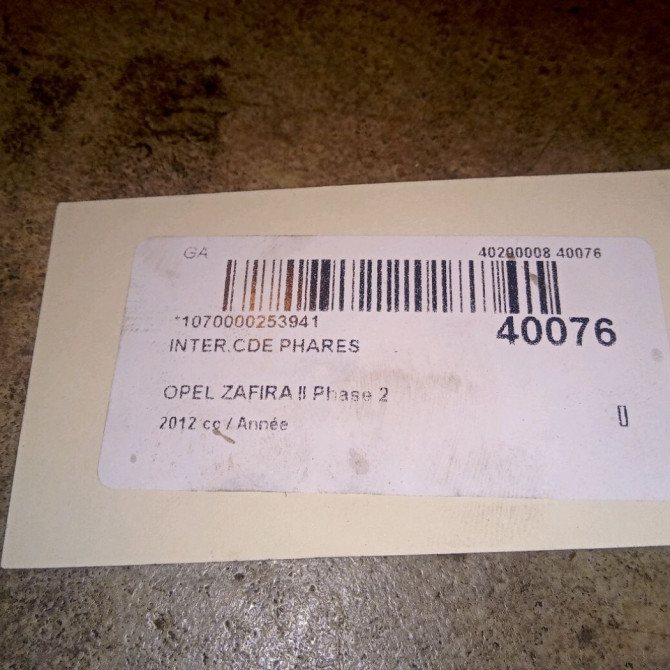 GA 40200008 40076
*1070000253941 40076
INTER.CDE PHARES
OPEL ZAFIRA II Phase 2
2012 cc / Année